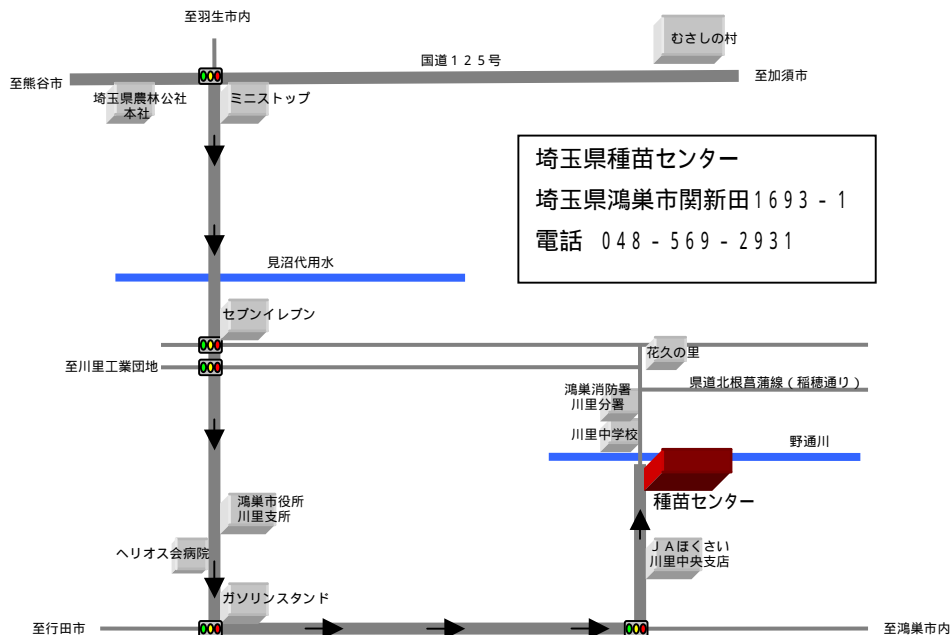 至羽生市内
むさしの村
国道125号
至熊谷市
至加須市
埼玉県農林公社
本社
ミニストップ
埼玉県種苗センター
埼玉県鴻巣市関新田1693-1
電話 048-569-2931
見沼代用水
セブンイレブン
花久の里
至川里工業団地
県道北根菖蒲線(稲穂通り)
鴻巣消防署
川里分署
川里中学校
野通川
種苗センター
鴻巣市役所
川里支所
ヘリオス会病院
JAほくさい
川里中央支店
ガソリンスタンド
至行田市
至鴻巣市内